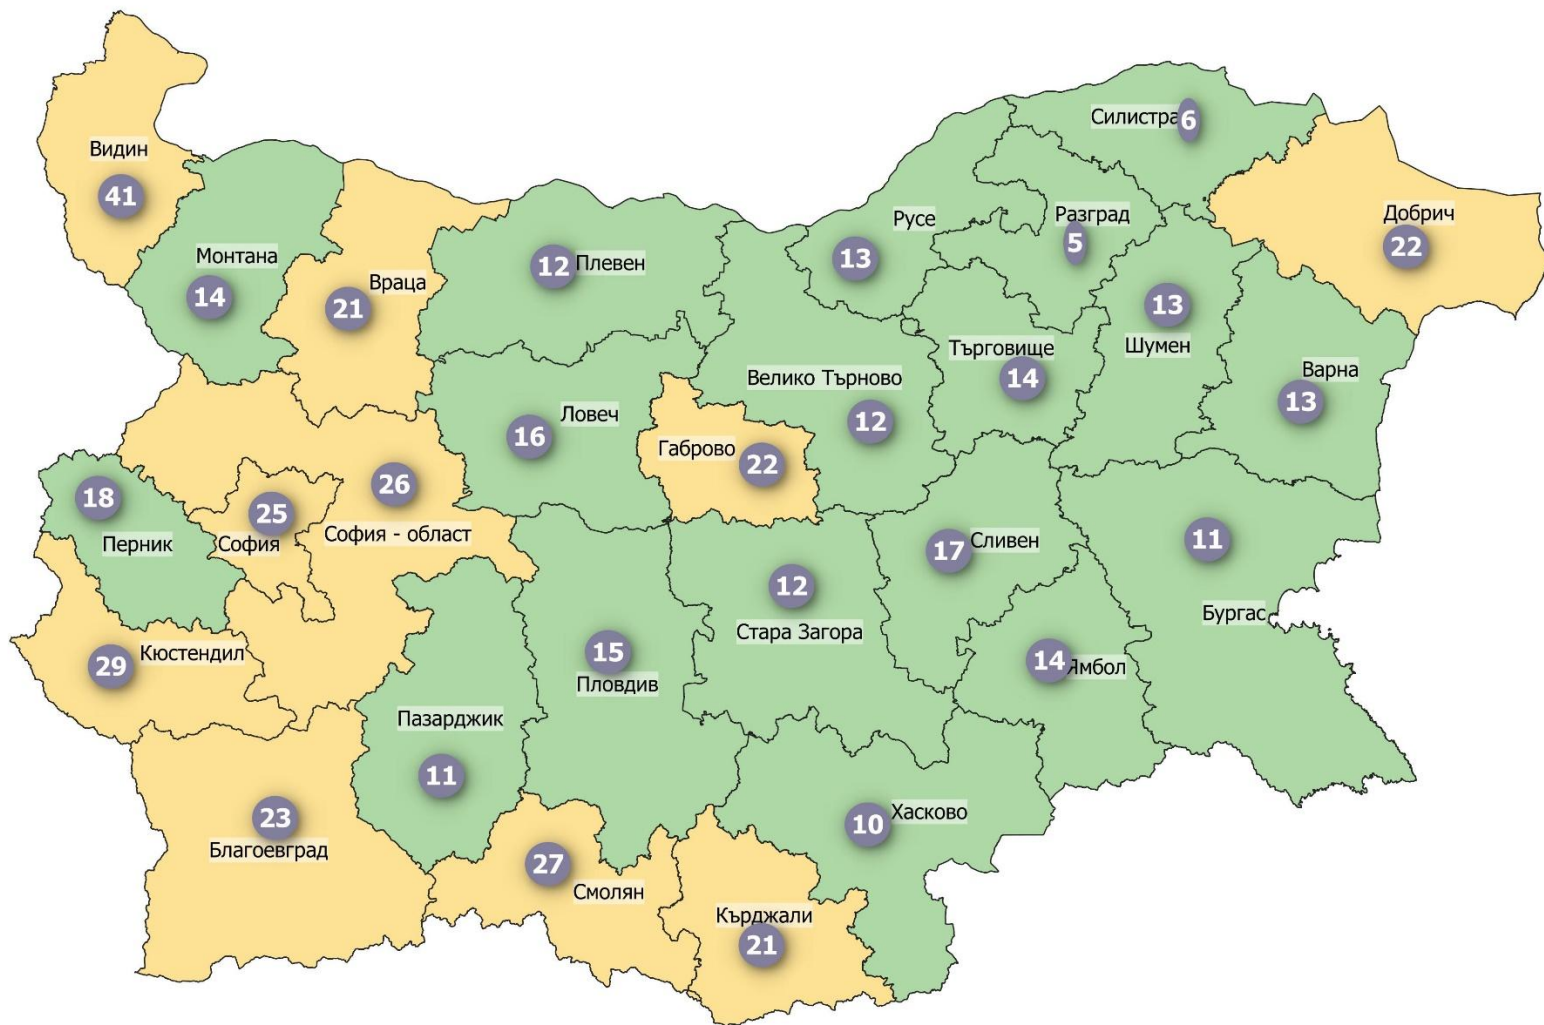 Силистра 6
Видин
41
Русе
13
Разград
5
Добрич
22
Монтана
14
Враца
21
12 Плевен
13
Шумен
Търговище
14
Варна
13
Велико Търново
12
Ловеч
16
Габрово
22
18
Перник
25
София
26
София - област
17 Сливен
11
Бургас
12
Стара Загора
Кюстендил
29
15
Пловдив
14
Ямбол
Пазарджик
11
23
Благоевград
Хасково
10
27
Смолян
Кърджали
21